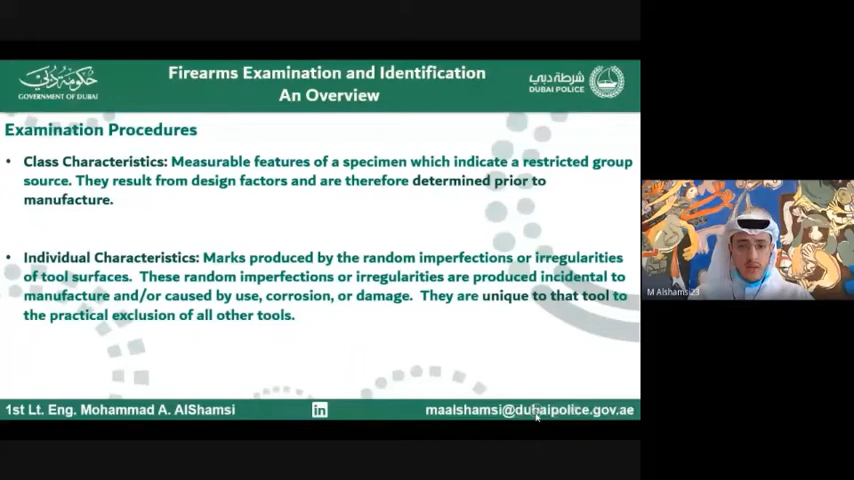 حكومة دبي
GOVERNMENT OF DUBAI
Firearms Examination and Identification
An Overview
شرطة دبي
DUBAI POLICE
Examination Procedures
• Class Characteristics: Measurable features of a specimen which indicate a restricted group
source. They result from design factors and are therefore determined prior to
manufacture.
• Individual Characteristics: Marks produced by the random imperfections or irregularities
of tool surfaces. These random imperfections or irregularities are produced incidental to
manufacture and/or caused by use, corrosion, or damage. They are unique to that tool to
the practical exclusion of all other tools.
M Alshamsi23
1st Lt. Eng. Mohammad A. AlShamsi
in
maalshamsi@dubaipolice.gov.ae